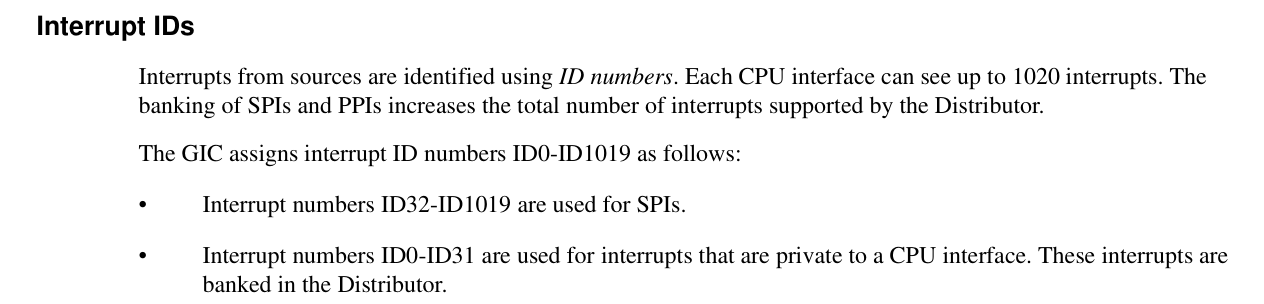 Interrupt IDs
Interrupts from sources are identified using ID numbers. Each CPU interface can see up to 1020 interrupts. The
banking of SPIs and PPIs increases the total number of interrupts supported by the Distributor.
The GIC assigns interrupt ID numbers ID0-ID1019 as follows:
• Interrupt numbers ID32-ID1019 are used for SPIs.
• Interrupt numbers ID0-ID31 are used for interrupts that are private to a CPU interface. These interrupts are
banked in the Distributor.